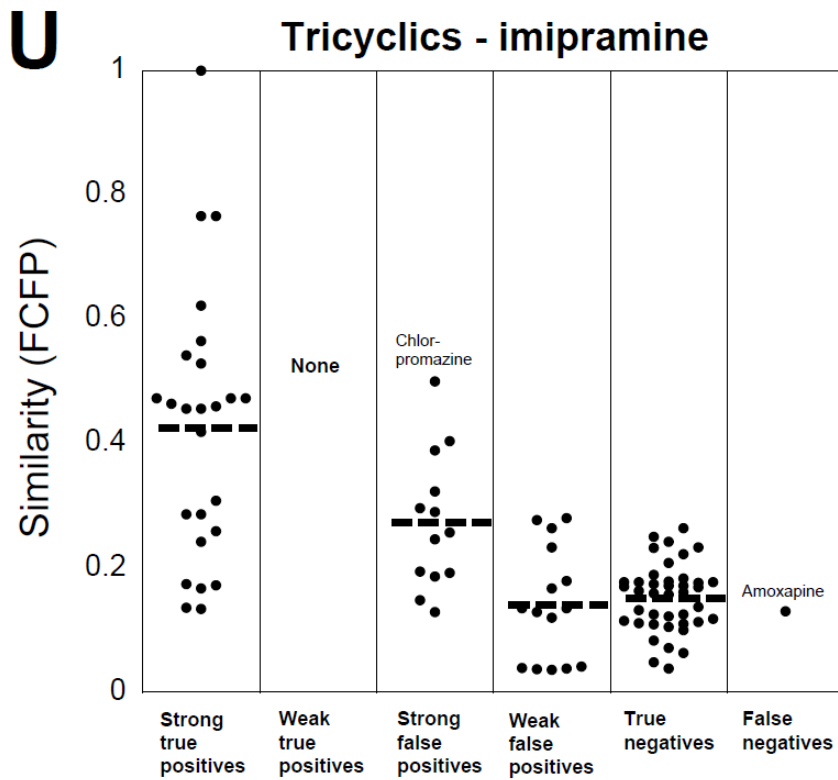 U
Tricyclics - imipramine
Similarity (FCFP)
1
0.8
0.6
0.4
0.2
0
None
Chlor-
promazine
Amoxapine
Strong
true
positives
Weak
true
positives
Strong
false
positives
Weak
false
positives
True
negatives
False
negatives